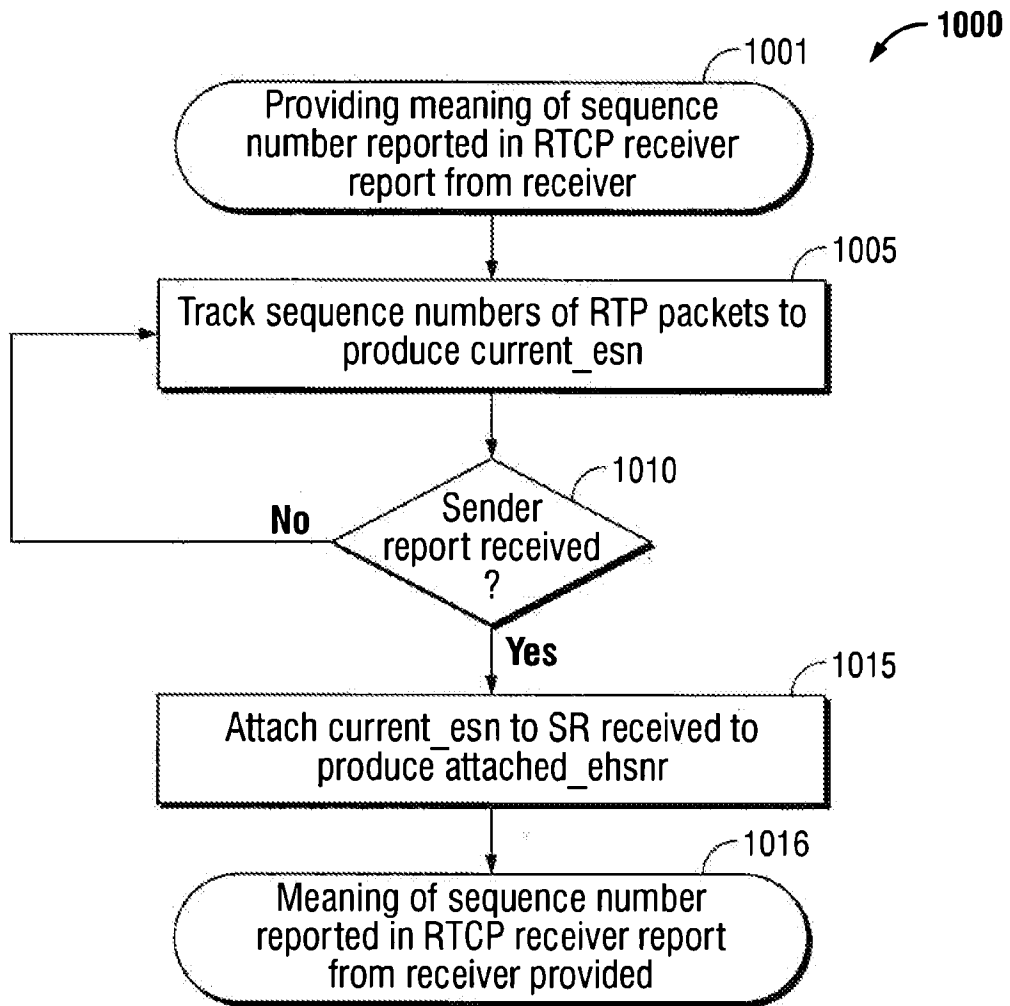 1000
1001
Providing meaning of sequence
number reported in RTCP receiver
report from receiver
1005
Track sequence numbers of RTP packets to
produce current_esn
1010
Sender
report received
?
No
Yes
1015
Attach current_esn to SR received to
produce attached_ehsnr
1016
Meaning of sequence number
reported in RTCP receiver report
from receiver provided